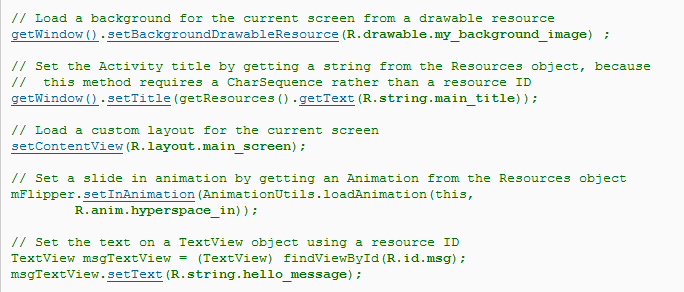 // Load a background for the current screen from a drawable resource
getWindow().setBackgroundDrawableResource(R.drawable.my_background_image) ;
// Set the Activity title by getting a string from the Resources object, because
//  this method requires a CharSequence rather than a resource ID
getWindow().setTitle(getResources().getText(R.string.main_title));
// Load a custom layout for the current screen
setContentView(R.layout.main_screen);
// Set a slide in animation by getting an Animation from the Resources object
mFlipper.setInAnimation(AnimationUtils.loadAnimation(this,
        R.anim.hyperspace_in));
// Set the text on a TextView object using a resource ID
TextView msgTextView = (TextView) findViewById(R.id.msg);
msgTextView.setText(R.string.hello_message);